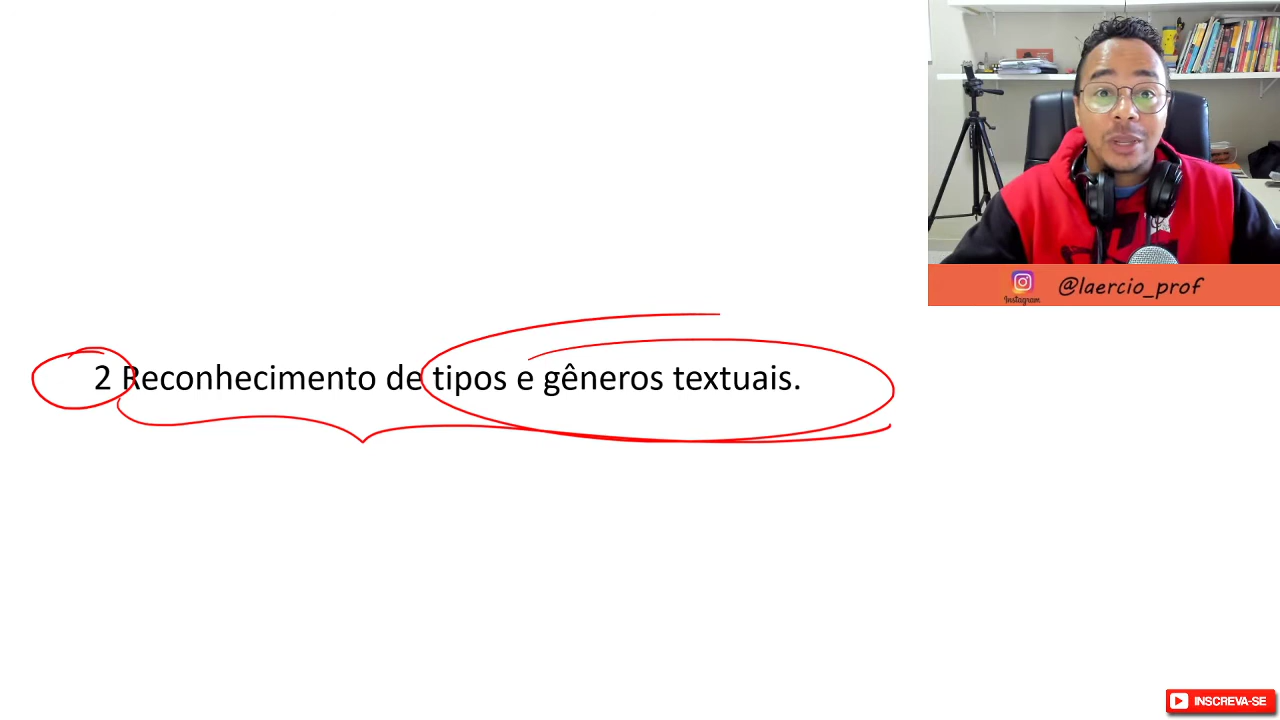 Instagram
@laercio_prof
2 Reconhecimento de tipos e gêneros textuais.
INSCREVA-SE